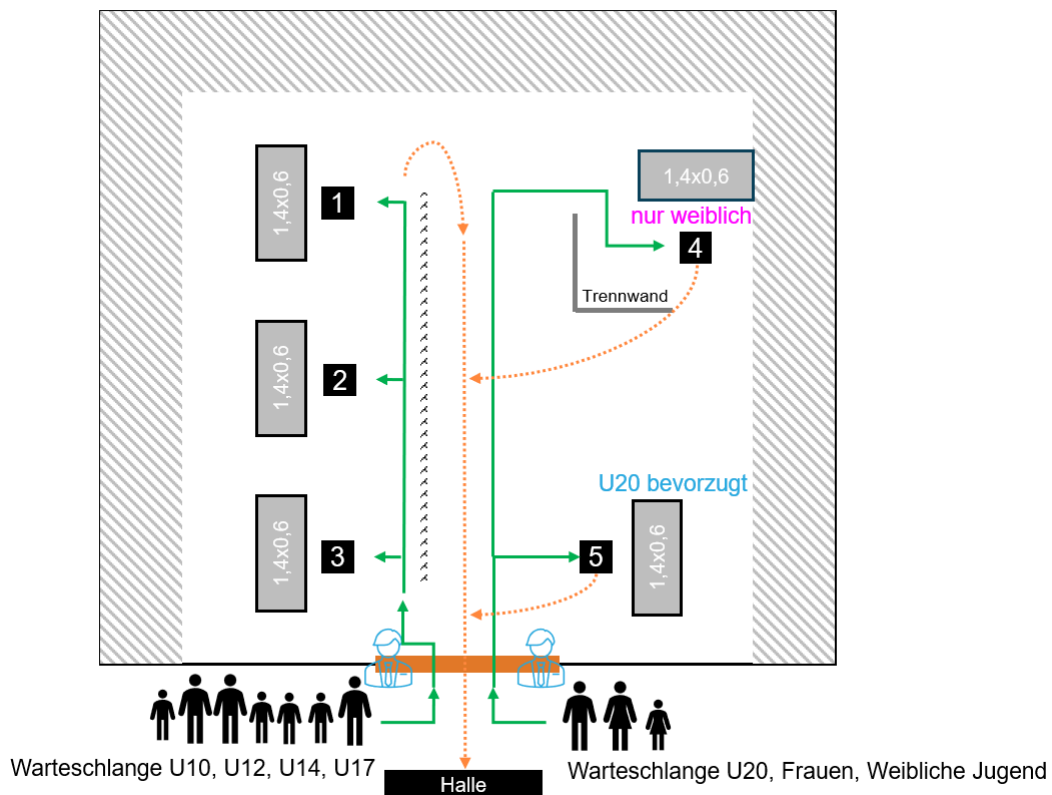 1,4x0,6
1
1,4x0,6
nur weiblich
4
Trennwand
1,4x0,6
2
U20 bevorzugt
1,4x0,6
3
5
1,4x0,6
Warteschlange U10, U12, U14, U17
Halle
Warteschlange U20, Frauen, Weibliche Jugend